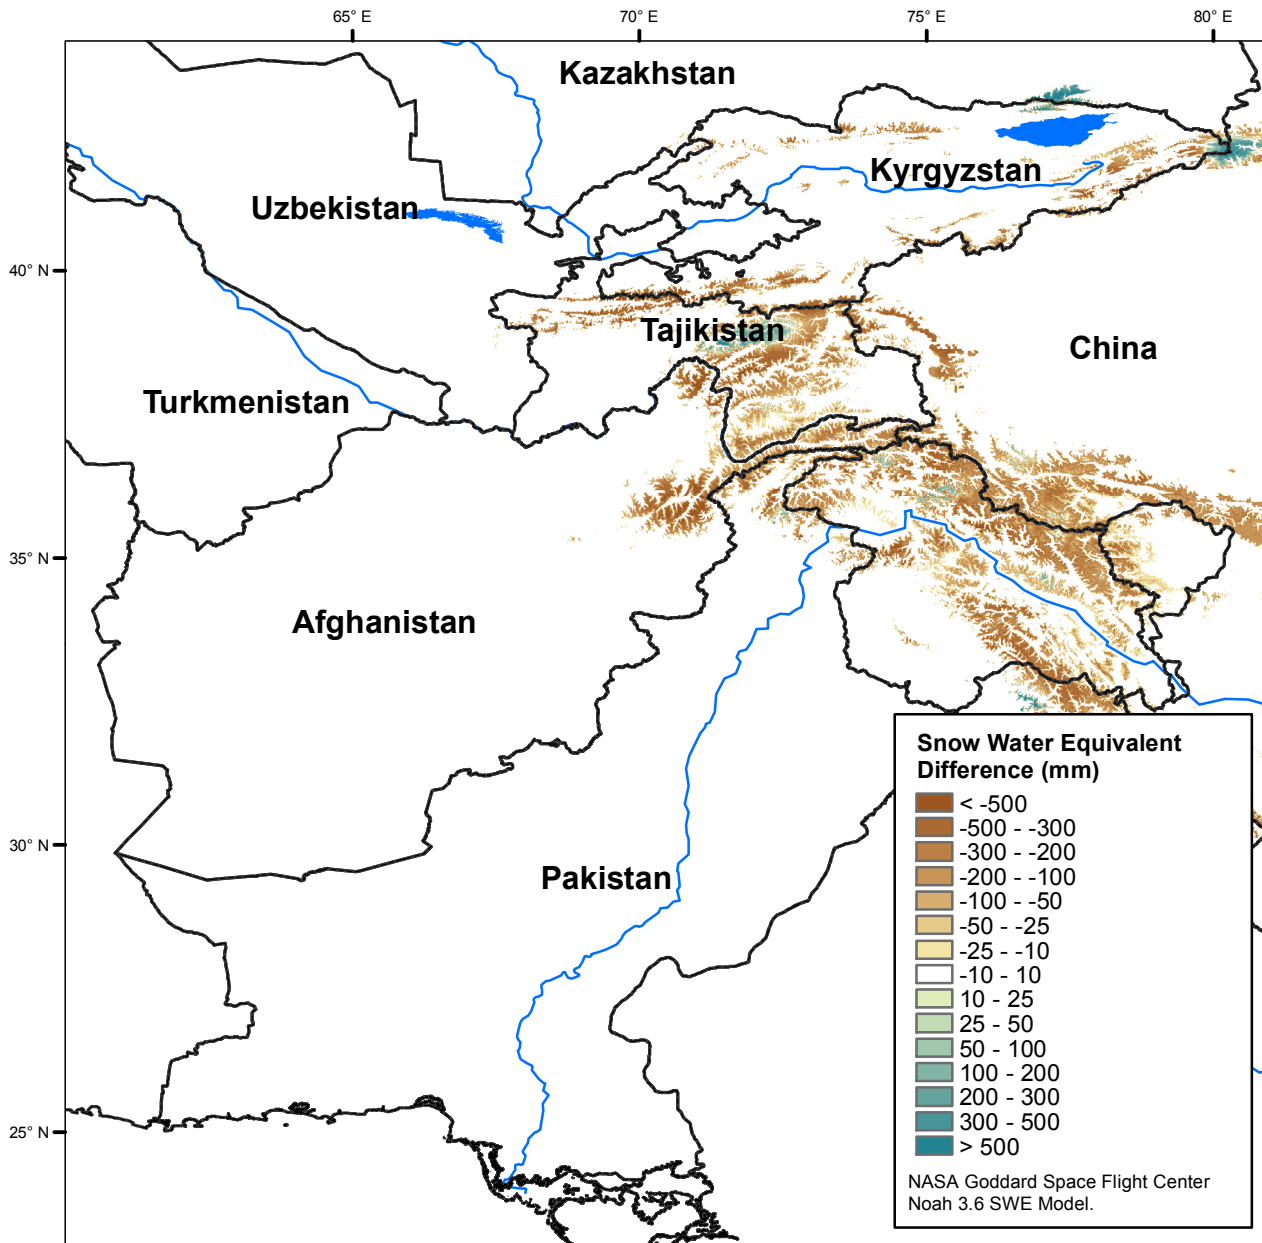 65° E
70° E
75° E
80° E
Kazakhstan
Kyrgyzstan
Uzbekistan
40° N
Tajikistan
China
Turkmenistan
35° N
Afghanistan
Snow Water Equivalent
Difference (mm)
< -500
-500 - -300
-300 - -200
-200 - -100
-100 - -50
-50 - -25
-25 - -10
-10 - 10
10 - 25
25 - 50
50 - 100
100 - 200
200 - 300
300 - 500
> 500
30° N
Pakistan
25° N
NASA Goddard Space Flight Center
Noah 3.6 SWE Model.